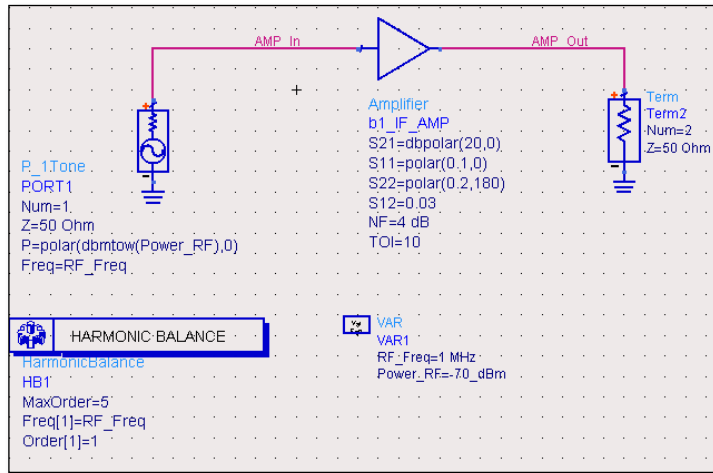 AMP_In
AMP_Out
Amplifier
b1_IF_AMP
S21=dbpolar(20,0)
S11=polar(0.1,0)
S22=polar(0.2,180)
S12=0.03
NF=4 dB
TOI=10
Term
Term2
Num=2
Z=50 Ohm
P_1Tone
PORT1
Num=1
Z=50 Ohm
P=polar(dbmtow(Power_RF),0)
Freq=RF_Freq
HARMONIC BALANCE
HarmonicBalance
HB1
MaxOrder=5
Freq[1]=RF_Freq
Order[1]=1
VAR
VAR1
RF_Freq=1 MHz
Power_RF=-70_dBm